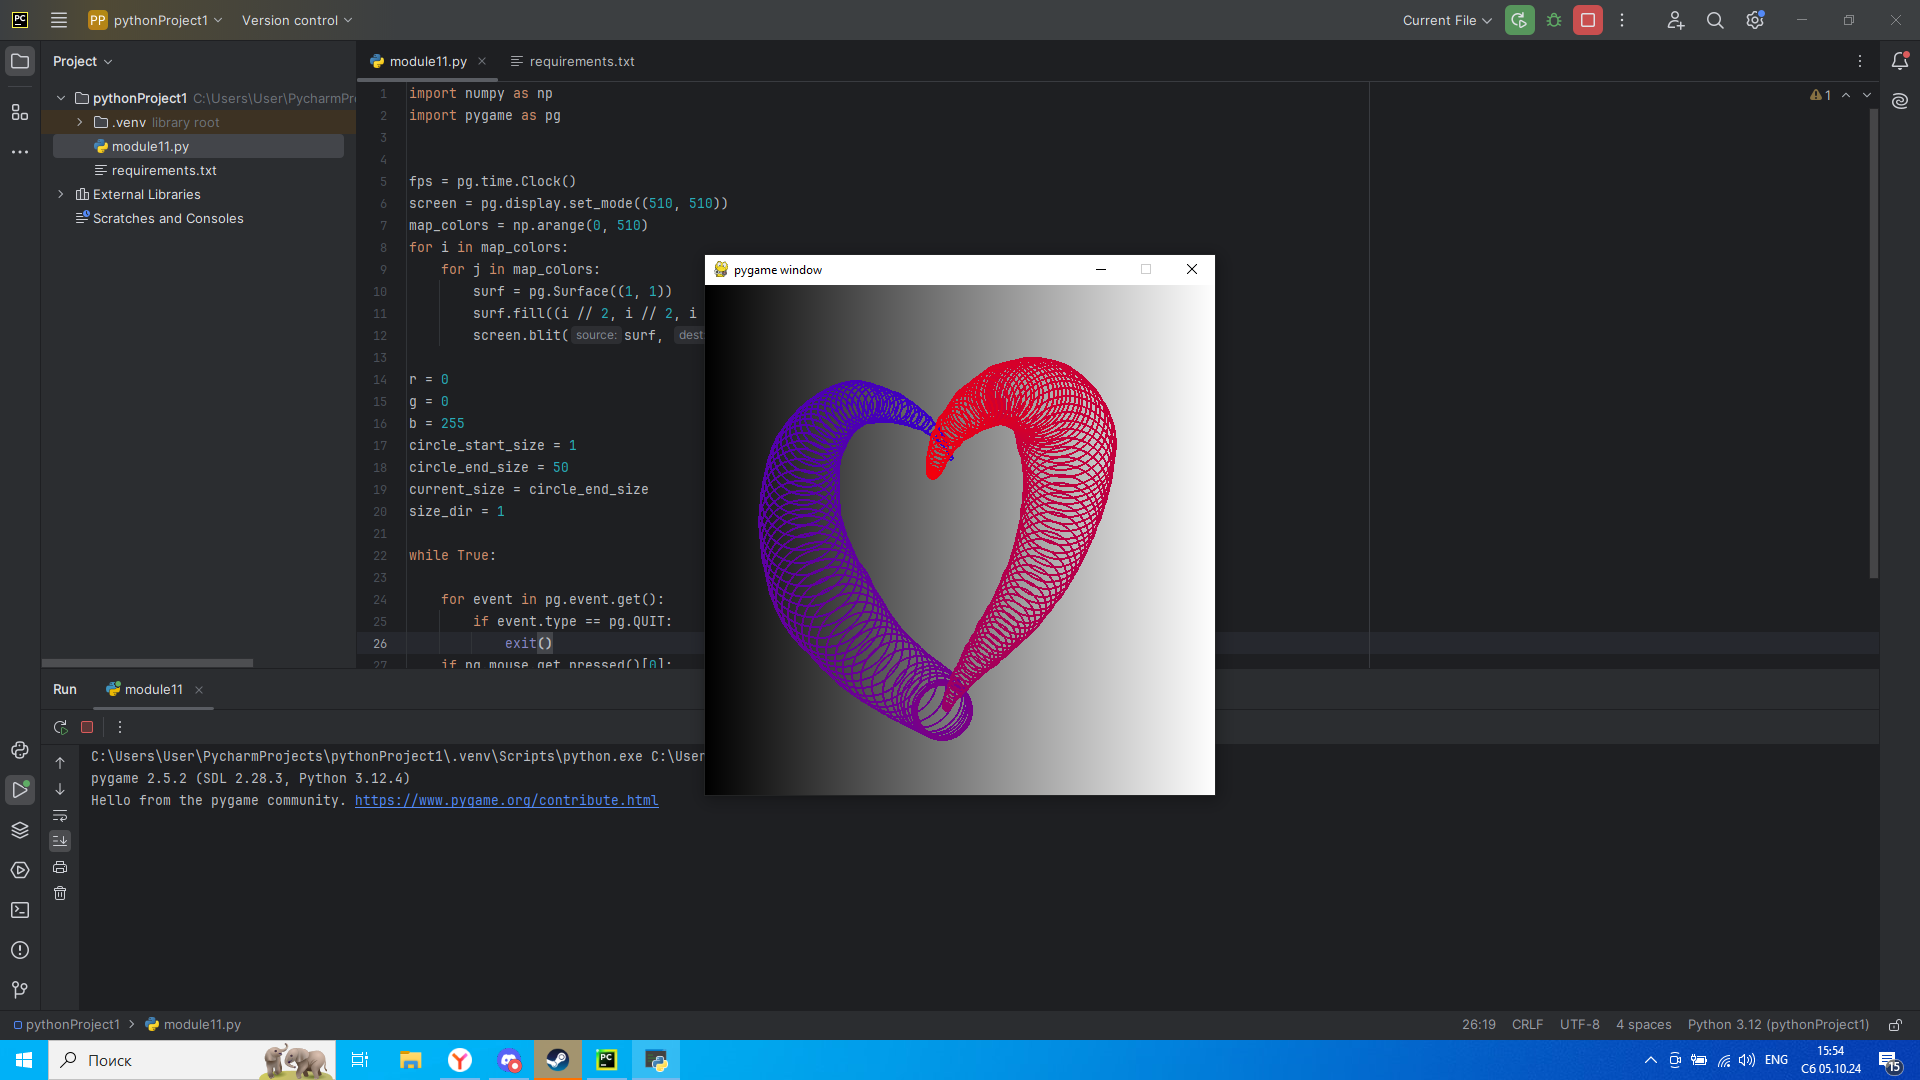 PC PP pythonProject1 Version control Current File
Project
module11.py
requirements.txt
pythonProject1 C:\Users\User\PycharmPr
.venv library root
module11.py
requirements.txt
External Libraries
Scratches and Consoles
1
1 import numpy as np
2 import pygame as pg
3
4
5 fps = pg.time.Clock()
6 screen = pg.display.set_mode((510, 510))
7 map_colors = np.arange(0, 510)
8 for i in map_colors:
9 for j in map_colors:
10 surf = pg.Surface((1, 1))
11 surf.fill((i // 2, i // 2, i
12 screen.blit( source: surf, dest
13
14 r = 0
15 g = 0
16 b = 255
17 circle_start_size = 1
18 circle_end_size = 50
19 current_size = circle_end_size
20 size_dir = 1
21
22 while True:
23
24 for event in pg.event.get():
25 if event.type == pg.QUIT:
26 exit()
27 if pg.mouse.get_pressed()[0]:
pygame window
Run module11
C:\Users\User\PycharmProjects\pythonProject1\.venv\Scripts\python.exe C:\User
pygame 2.5.2 (SDL 2.28.3, Python 3.12.4)
Hello from the pygame community. https://www.pygame.org/contribute.html
pythonProject1 module11.py 26:19 CRLF UTF-8 4 spaces Python 3.12 (pythonProject1)
Поиск
PC
ENG
15:54
Сб 05.10.24
15